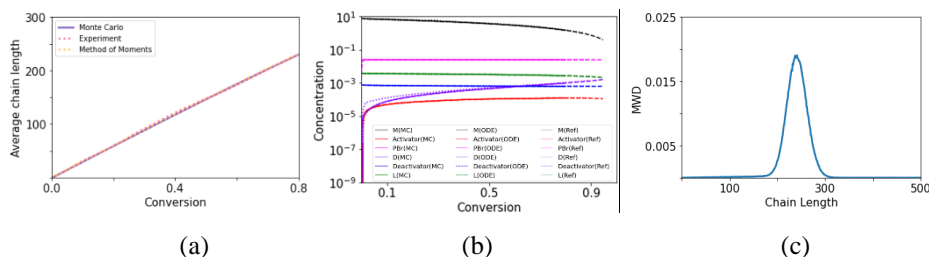 300
200
100
0.0
0.4
0.8
Average chain length
Conversion
Monte Carlo
Experiment
Method of Moments
(a)
10¹
10⁻¹
10⁻³
10⁻⁵
10⁻⁷
10⁻⁹
0.1
0.5
0.9
Concentration
Conversion
M(MC) M(ODE) M(Ref)
Activator(MC) Activator(ODE) Activator(Ref)
PBr(MC) PBr(ODE) PBr(Ref)
D(MC) D(ODE) D(Ref)
Deactivator(MC) Deactivator(ODE) Deactivator(Ref)
L(MC) L(ODE) L(Ref)
(b)
0.025
0.015
0.005
100
300
500
MWD
Chain Length
(c)